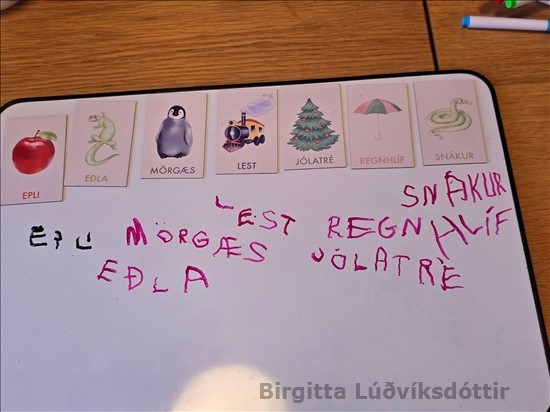 EPLI
EÐLA
MÖRGÆS
LEST
JÓLATRÉ
REGNHLÍF
SNÁKUR
SNÁKUR
LEST
EPLI MÖRGÆS REGNHLÍF
EÐLA JÓLATRÉ
Birgitta Lúðvíksdóttir